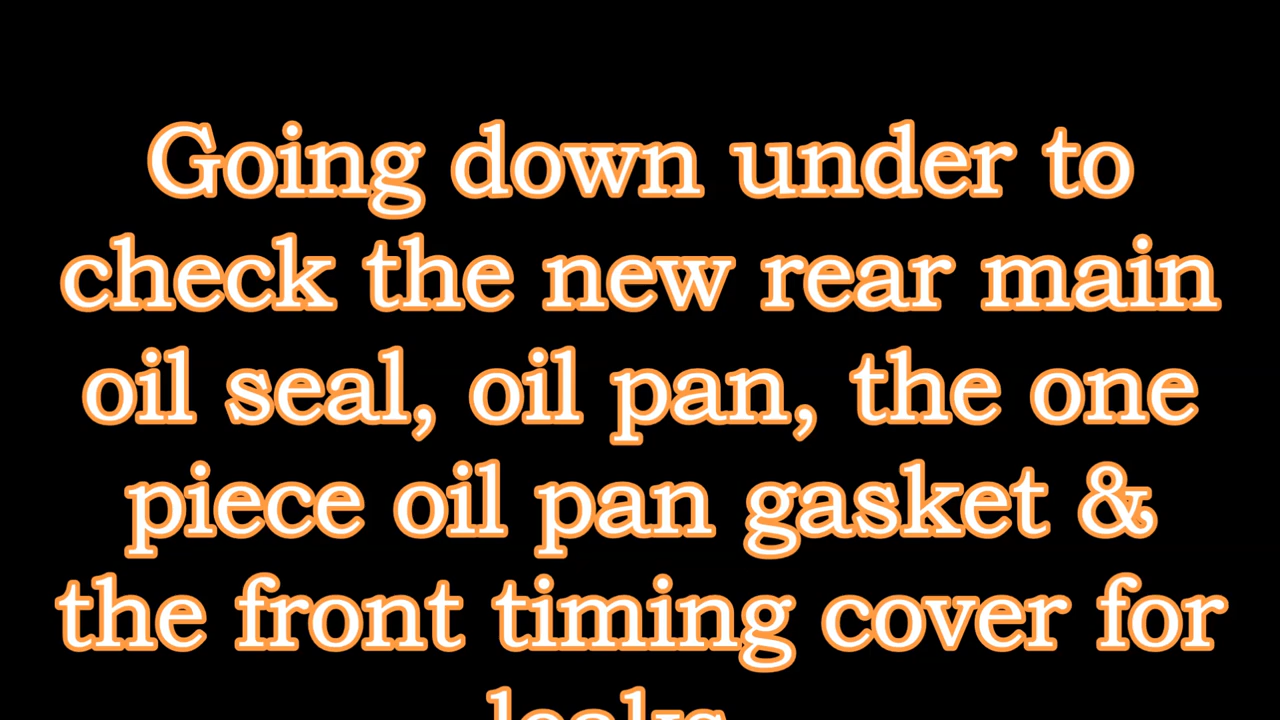 Going down under to
check the new rear main
oil seal, oil pan, the one
piece oil pan gasket &
the front timing cover for
leaks